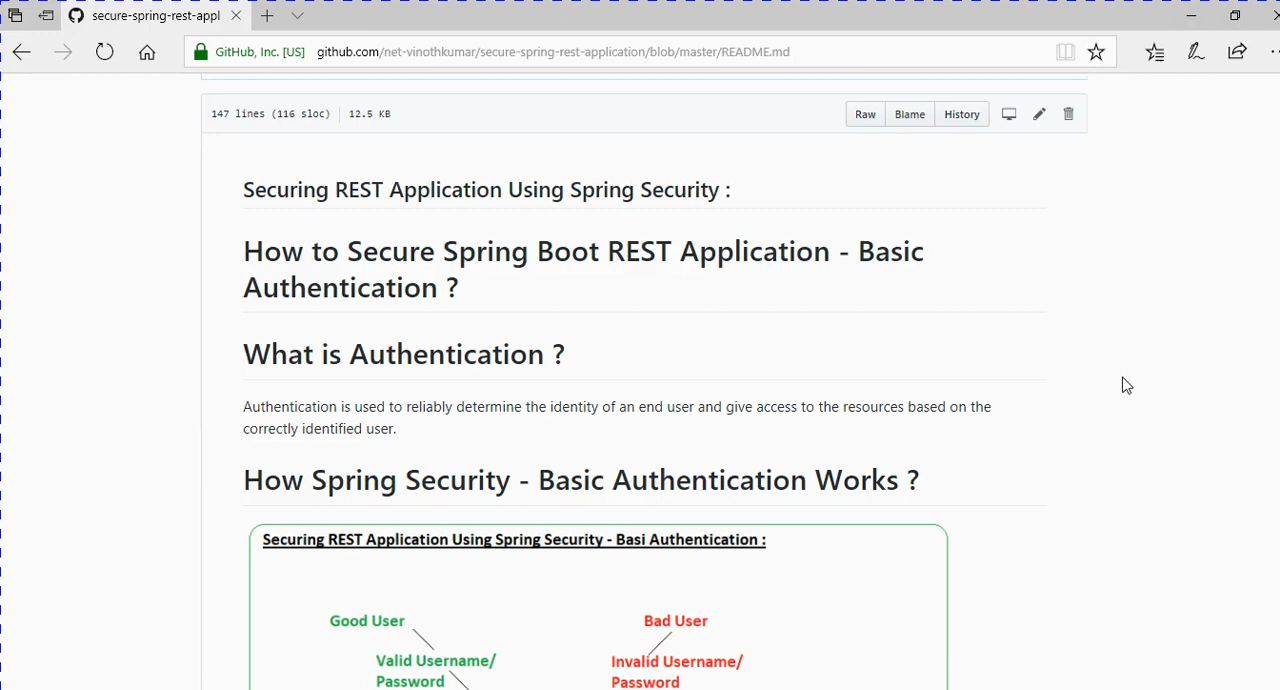 secure-spring-rest-appl
GitHub, Inc. [US] github.com/net-vinothkumar/secure-spring-rest-application/blob/master/README.md
147 lines (116 sloc) 12.5 KB
Raw Blame History
Securing REST Application Using Spring Security :
How to Secure Spring Boot REST Application - Basic
Authentication ?
What is Authentication ?
Authentication is used to reliably determine the identity of an end user and give access to the resources based on the
correctly identified user.
How Spring Security - Basic Authentication Works ?
Securing REST Application Using Spring Security - Basi Authentication :
Good User Bad User
Valid Username/ Invalid Username/
Password Password